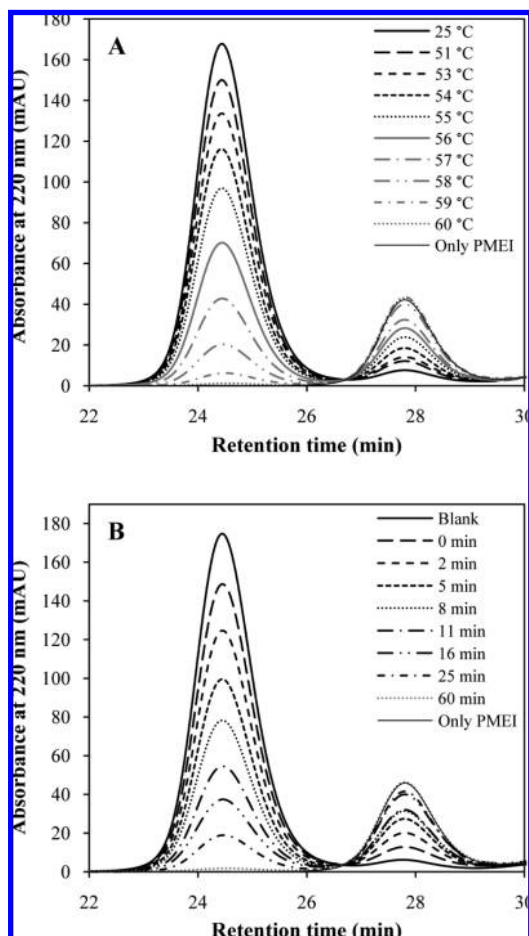 A
Absorbance at 220 nm (mAU)
180
160
140
120
100
80
60
40
20
0
22
24
26
28
30
Retention time (min)
25 °C
51 °C
53 °C
54 °C
55 °C
56 °C
57 °C
58 °C
59 °C
60 °C
Only PMEI
B
Absorbance at 220 nm (mAU)
180
160
140
120
100
80
60
40
20
0
22
24
26
28
30
Retention time (min)
Blank
0 min
2 min
5 min
8 min
11 min
16 min
25 min
60 min
Only PMEI